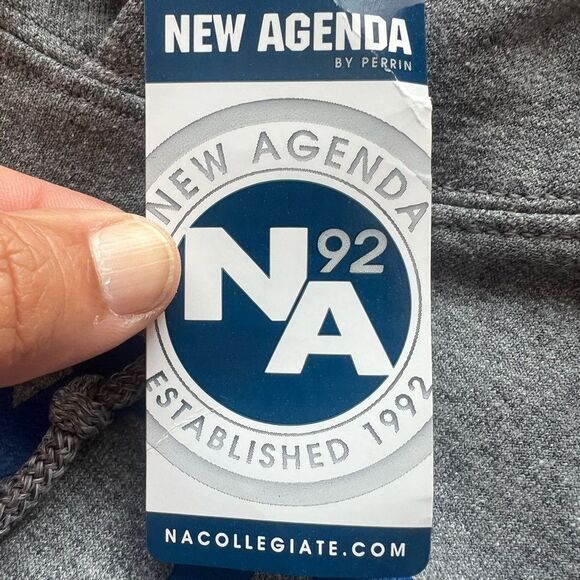 NEW AGENDA
BY PERRIN
NEW AGENDA
92
NA
ESTABLISHED 1992
NACOLLEGIATE.COM